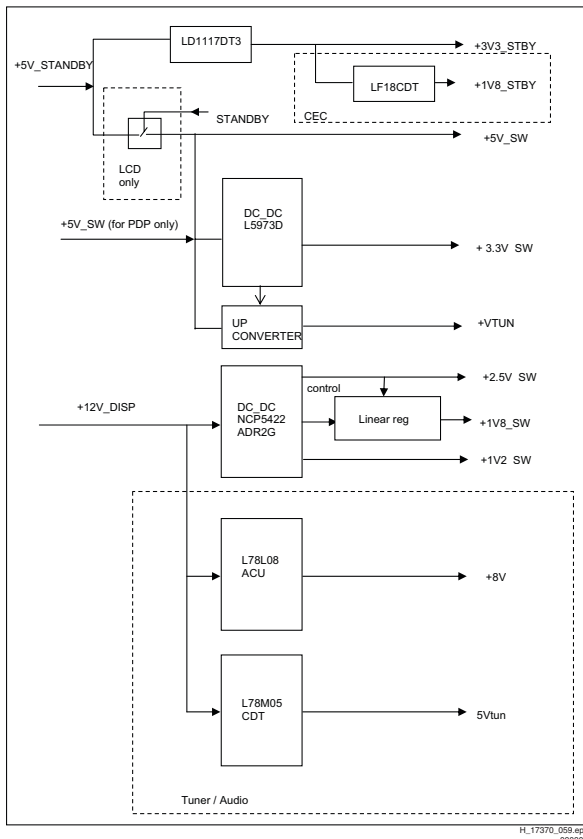 LD1117DT3
+3V3_STBY
+5V_STANDBY
LF18CDT
+1V8_STBY
STANDBY
CEC
+5V_SW
LCD
only
DC_DC
L5973D
+5V_SW (for PDP only)
+ 3.3V SW
UP
CONVERTER
+VTUN
+2.5V SW
control
+12V_DISP
DC_DC
NCP5422
ADR2G
Linear reg
+1V8_SW
+1V2 SW
L78L08
ACU
+8V
L78M05
CDT
5Vtun
Tuner / Audio